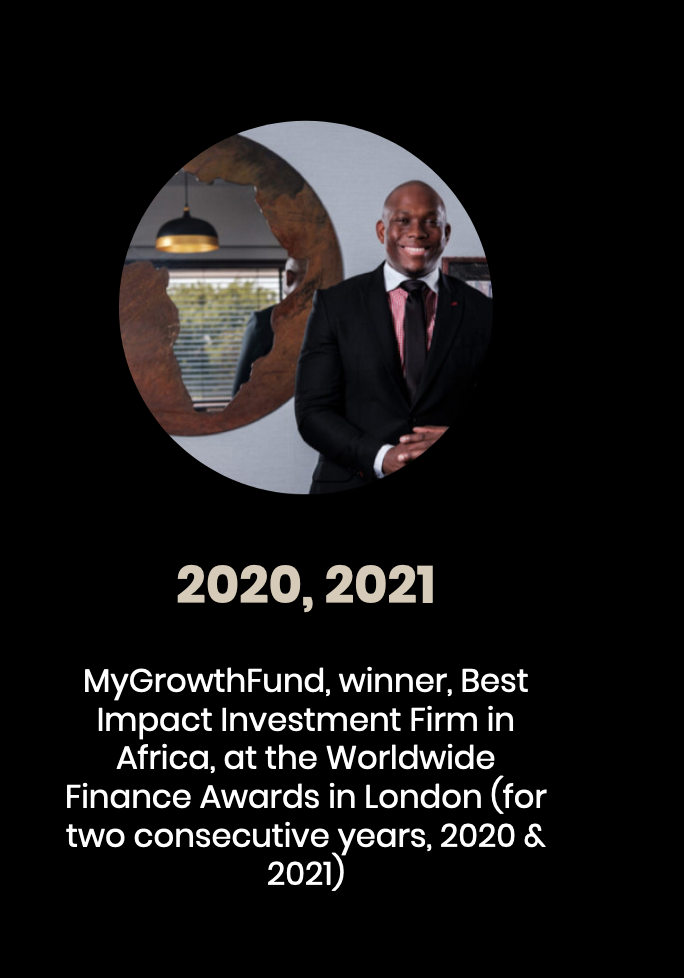 2020, 2021
MyGrowthFund, winner, Best
Impact Investment Firm in
Africa, at the Worldwide
Finance Awards in London (for
two consecutive years, 2020 &
2021)